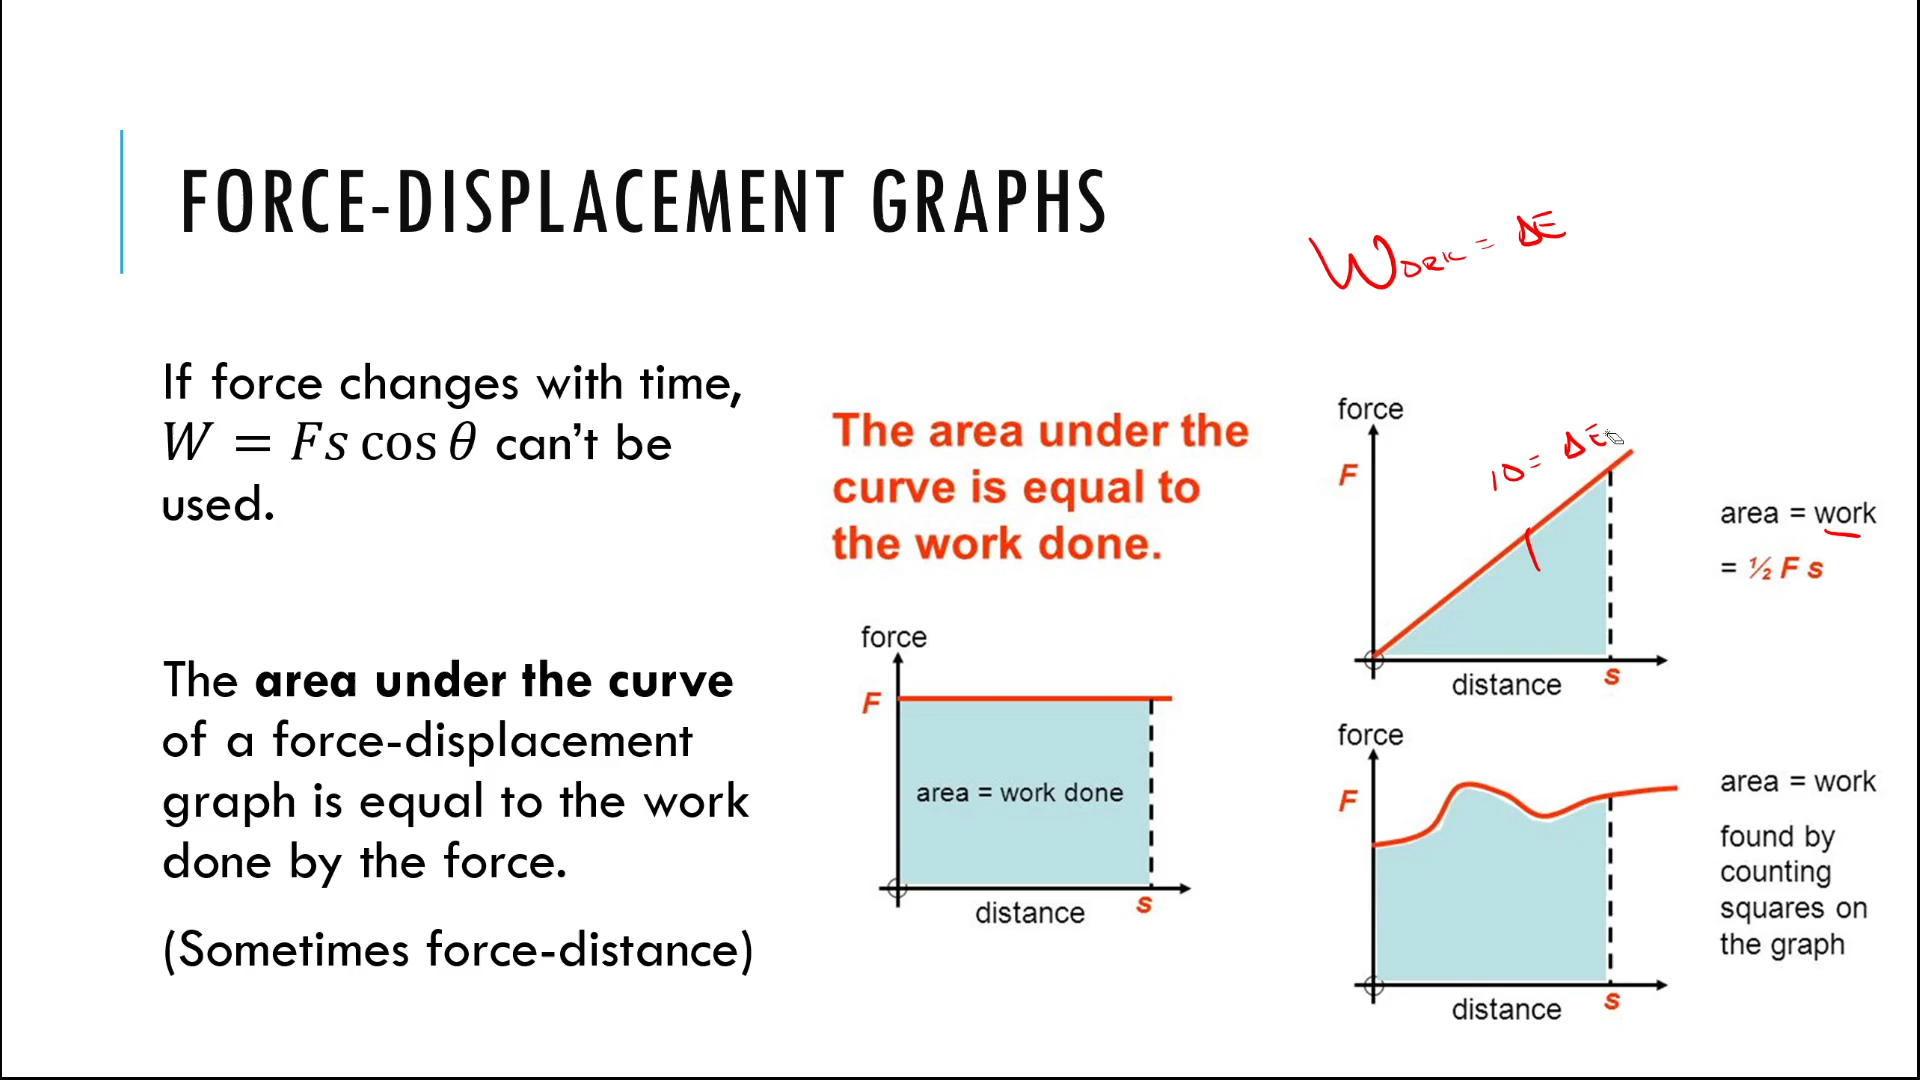 FORCE-DISPLACEMENT GRAPHS
WORK = ΔE
If force changes with time,
W = Fs cos θ can't be
used.
The area under the curve
of a force-displacement
graph is equal to the work
done by the force.
(Sometimes force-distance)
The area under the
curve is equal to
the work done.
force
F
area = work done
distance
s
force
F
10 = ΔE
distance
s
area = work
= ½ F s
force
F
distance
s
area = work
found by
counting
squares on
the graph